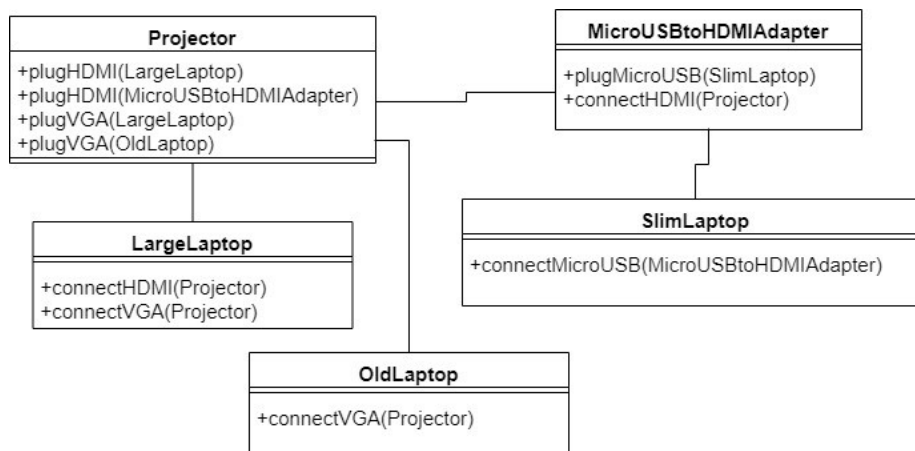 Projector
+plugHDMI(LargeLaptop)
+plugHDMI(MicroUSBtoHDMIAdapter)
+plugVGA(LargeLaptop)
+plugVGA(OldLaptop)
MicroUSBtoHDMIAdapter
+plugMicroUSB(SlimLaptop)
+connectHDMI(Projector)
LargeLaptop
+connectHDMI(Projector)
+connectVGA(Projector)
SlimLaptop
+connectMicroUSB(MicroUSBtoHDMIAdapter)
OldLaptop
+connectVGA(Projector)